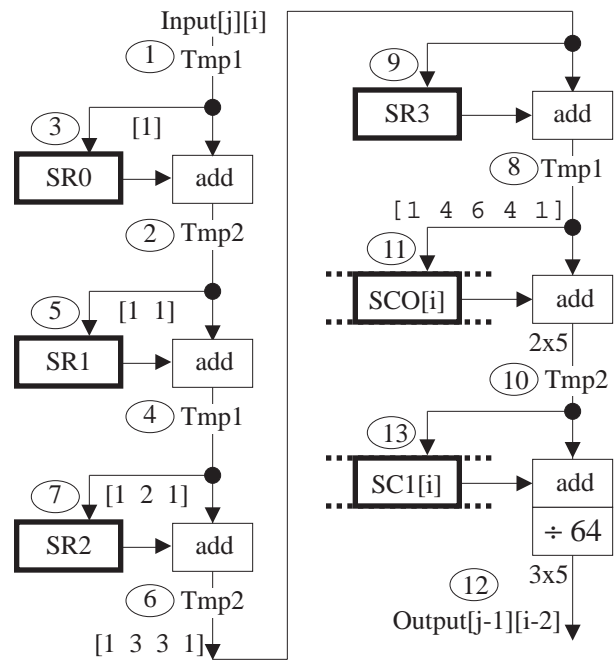 Input[j][i]
1 Tmp1
3 [1]
SR0 add
2 Tmp2
5 [1 1]
SR1 add
4 Tmp1
7 [1 2 1]
SR2 add
6 Tmp2
[1 3 3 1]
9
SR3 add
8 Tmp1
[1 4 6 4 1]
11
SCO[i] add
2x5
10 Tmp2
13
SC1[i] add
÷ 64
12 3x5
Output[j-1][i-2]